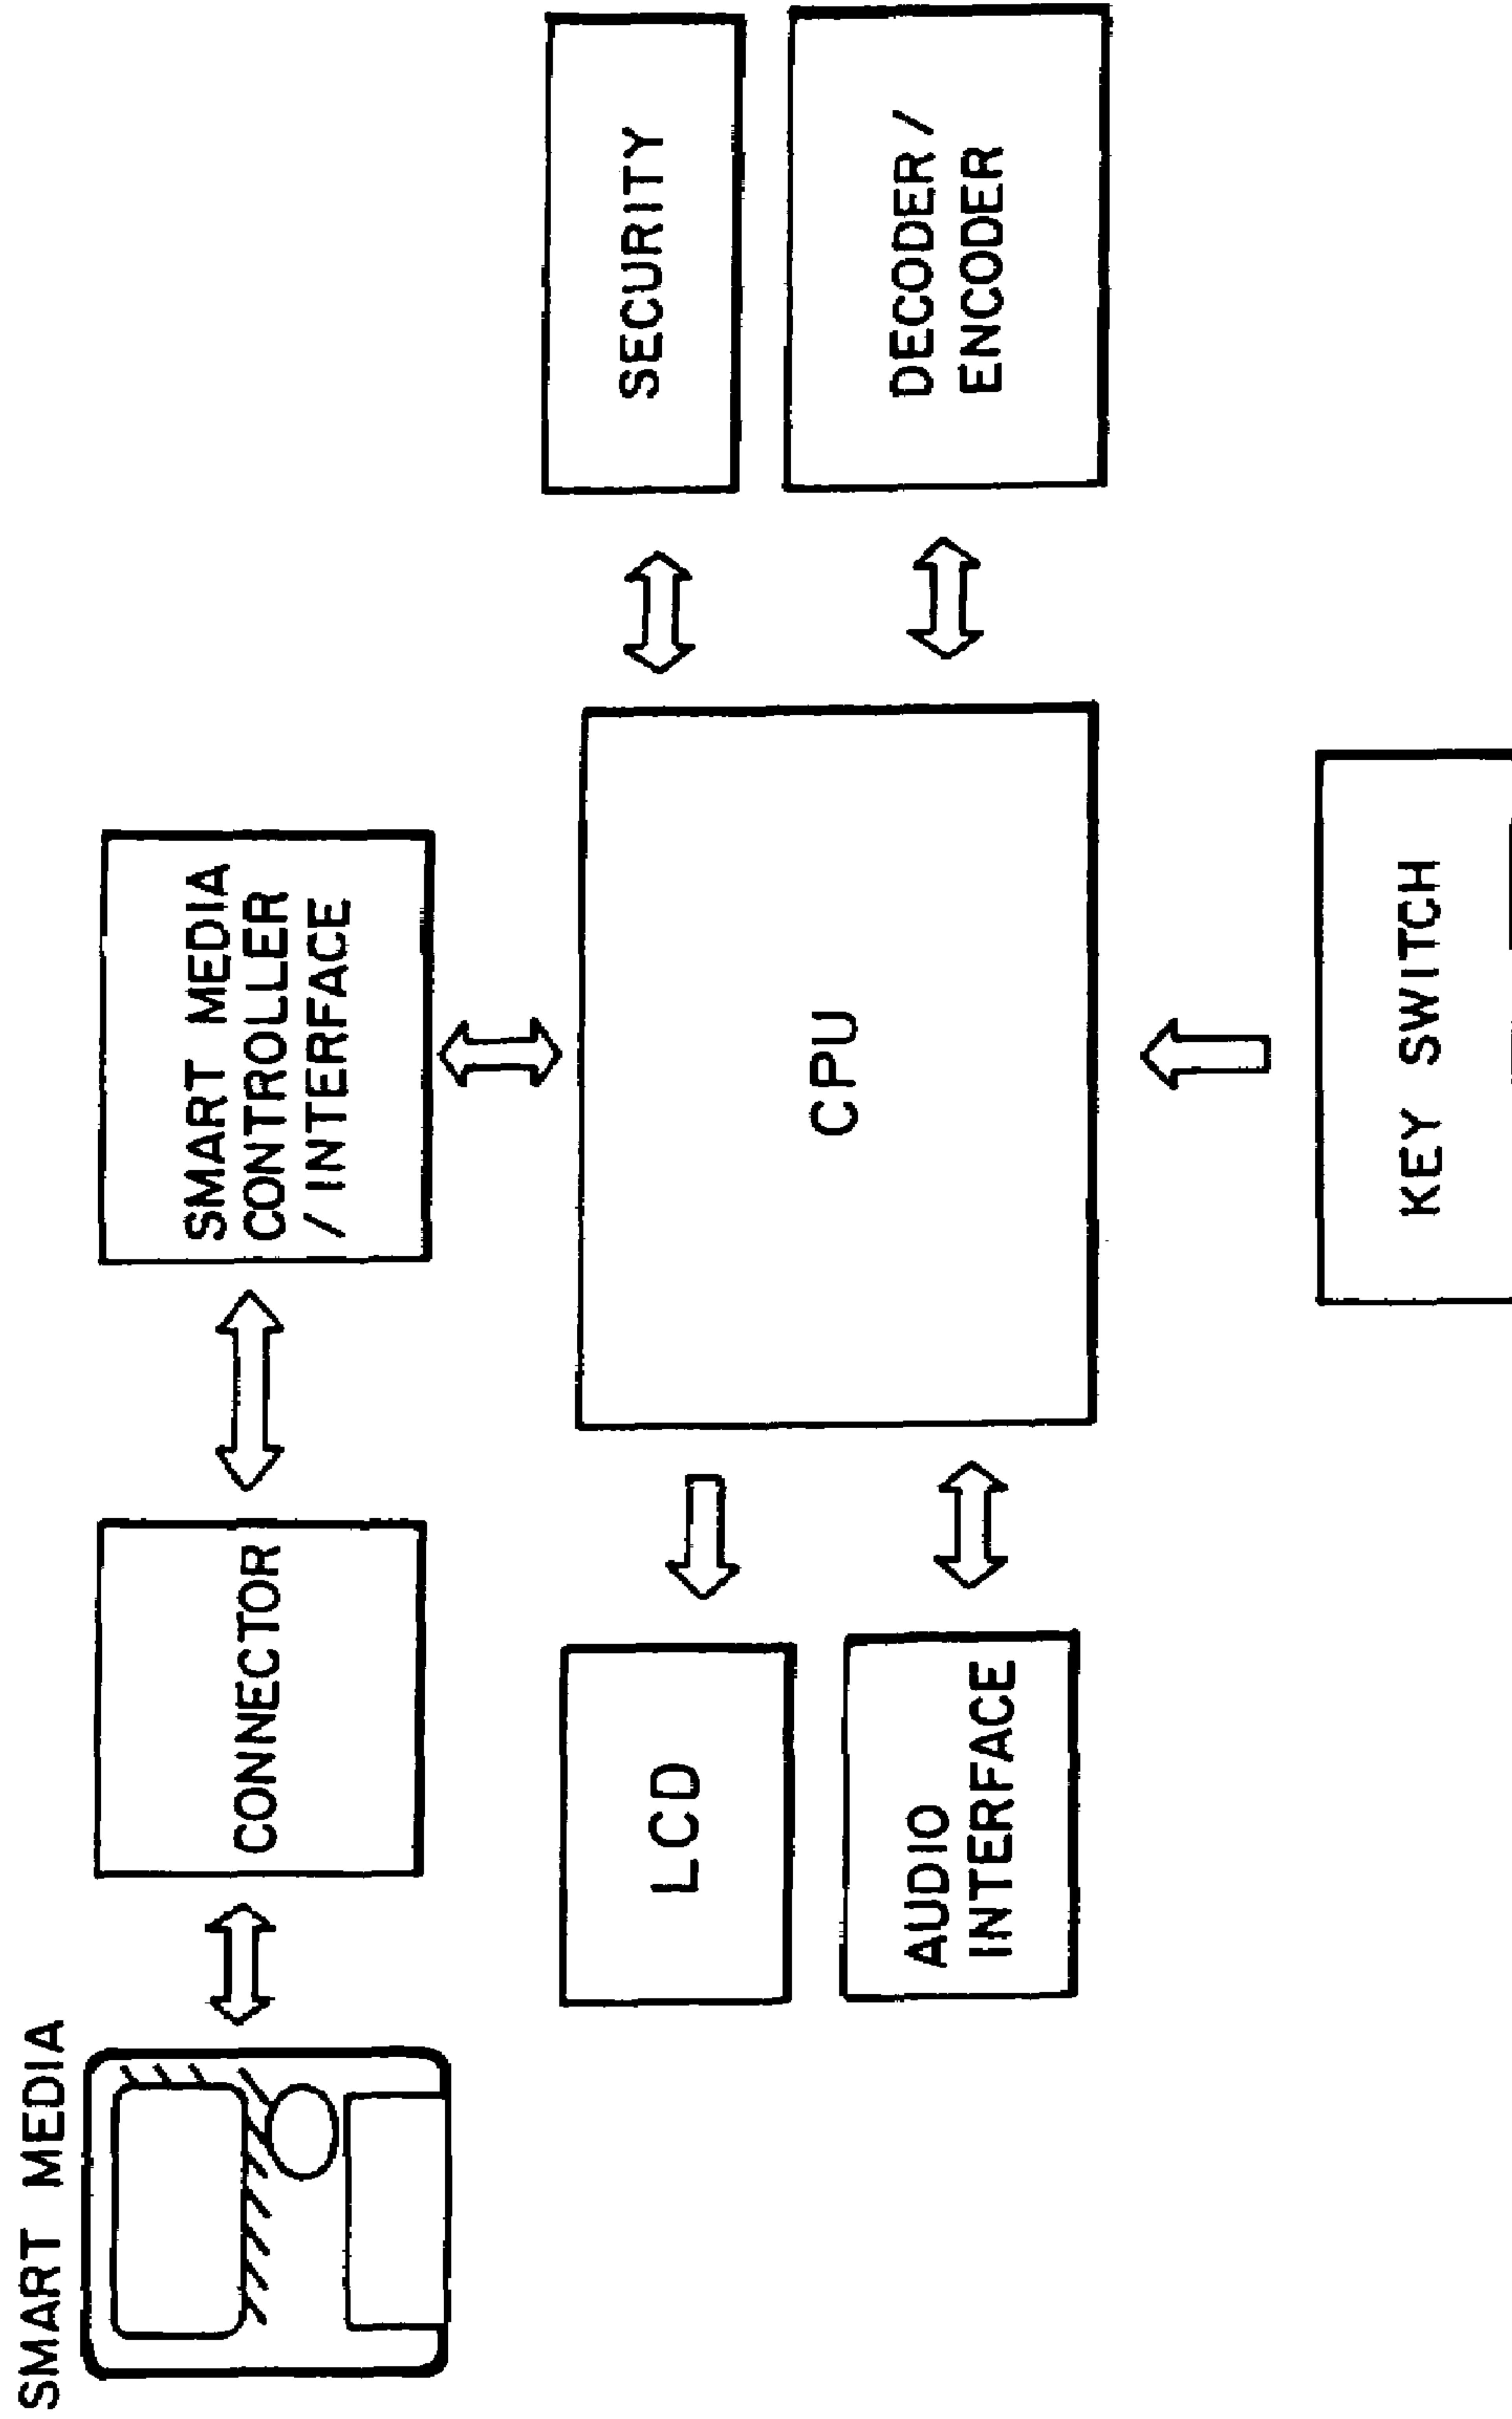 SMART MEDIA
CONNECTOR
SMART MEDIA
CONTROLLER
/ INTERFACE
LCD
AUDIO
INTERFACE
CPU
SECURITY
DECODER /
ENCODER
KEY SWITCH